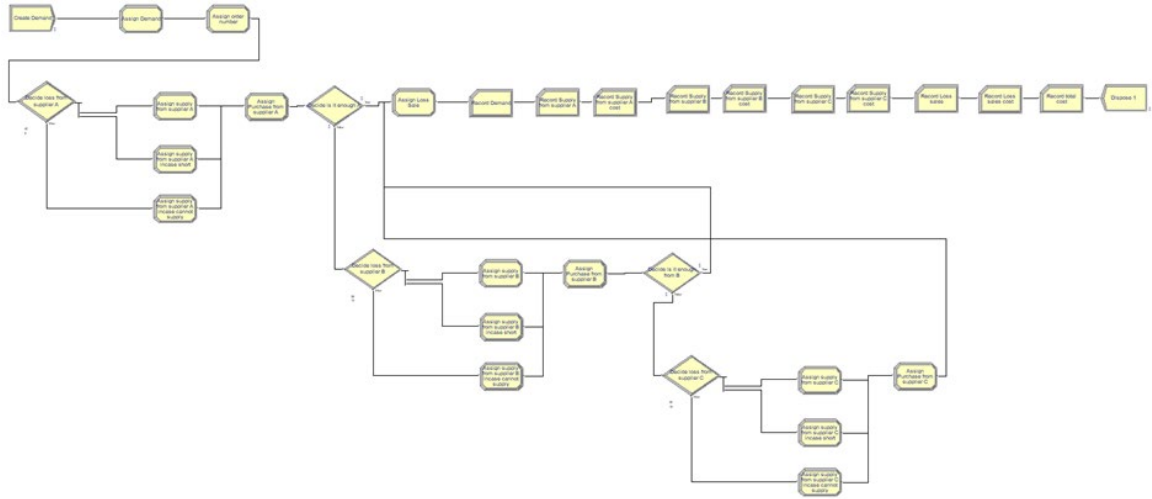 Create Demand
Assign Demand
Assign order
number
Decide loss from
supplier A
Assign supply
from supplier A
Assign supply
from supplier A
incase short
Assign supply
from supplier A
incase cannot
supply
Assign
Purchase from
supplier A
Decide is it enough
Assign Loss
Sale
Record Demand
Record Supply
from supplier A
Record Supply
from supplier A
cost
Record Supply
from supplier B
Record Supply
from supplier B
cost
Record Supply
from supplier C
Record Supply
from supplier C
cost
Record Loss
sales
Record Loss
sales cost
Record total
cost
Dispose 1
Decide loss from
supplier B
Assign supply
from supplier B
Assign supply
from supplier B
incase short
Assign supply
from supplier B
incase cannot
supply
Assign
Purchase from
supplier B
Decide is it enough
from B
Decide loss from
supplier C
Assign supply
from supplier C
Assign supply
from supplier C
incase short
Assign supply
from supplier C
incase cannot
supply
Assign
Purchase from
supplier C